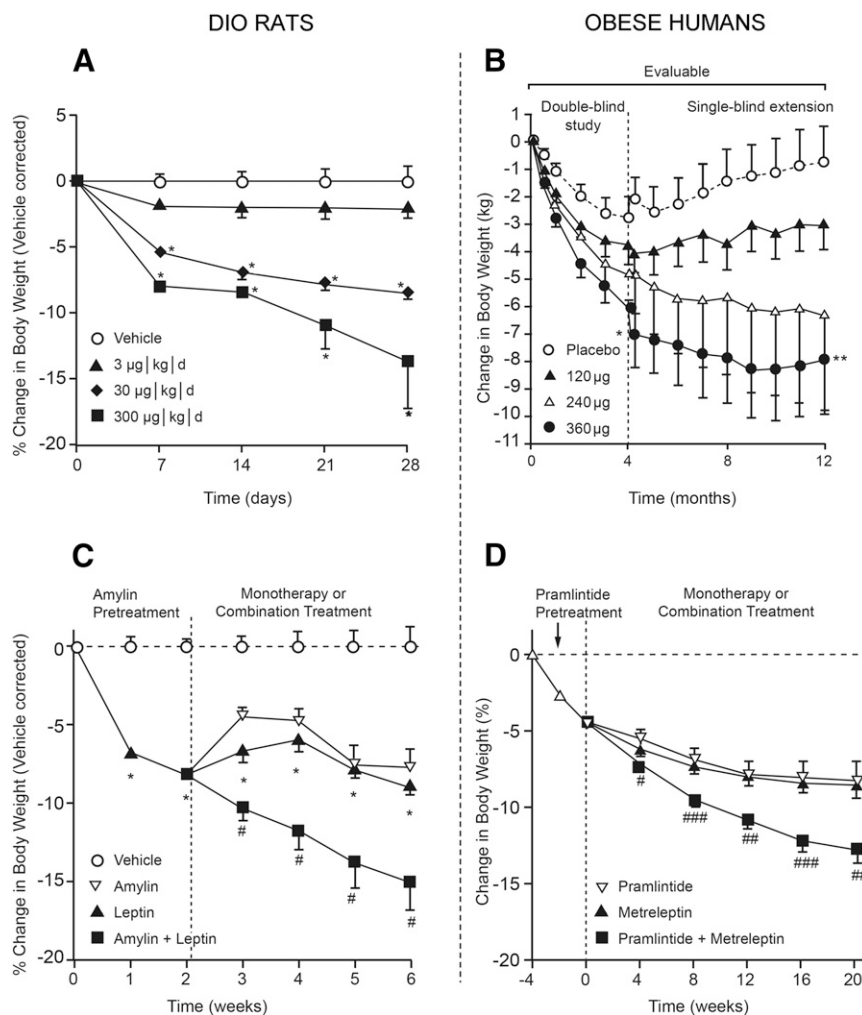 DIO RATS
OBESE HUMANS
A
% Change in Body Weight (Vehicle corrected)
5
0
-5
-10
-15
-20
*
*
*
*
*
*
*
*
Vehicle
3 µg|kg|d
30 µg|kg|d
300 µg|kg|d
0
7
14
21
28
Time (days)
B
Evaluable
Double-blind
study
Single-blind extension
Change in Body Weight (kg)
1
0
-1
-2
-3
-4
-5
-6
-7
-8
-9
-10
-11
*
**
Placebo
120 µg
240 µg
360 µg
0
4
8
12
Time (months)
C
Amylin
Pretreatment
Monotherapy or
Combination Treatment
% Change in Body Weight (Vehicle corrected)
0
-5
-10
-15
-20
*
*
*
*
*
*
#
#
#
#
Vehicle
Amylin
Leptin
Amylin + Leptin
0
1
2
3
4
5
6
Time (weeks)
D
Pramlintide
Pretreatment
Monotherapy or
Combination Treatment
Change in Body Weight (%)
0
-5
-10
-15
-20
#
###
##
###
##
Pramlintide
Metreleptin
Pramlintide + Metreleptin
-4
0
4
8
12
16
20
Time (weeks)